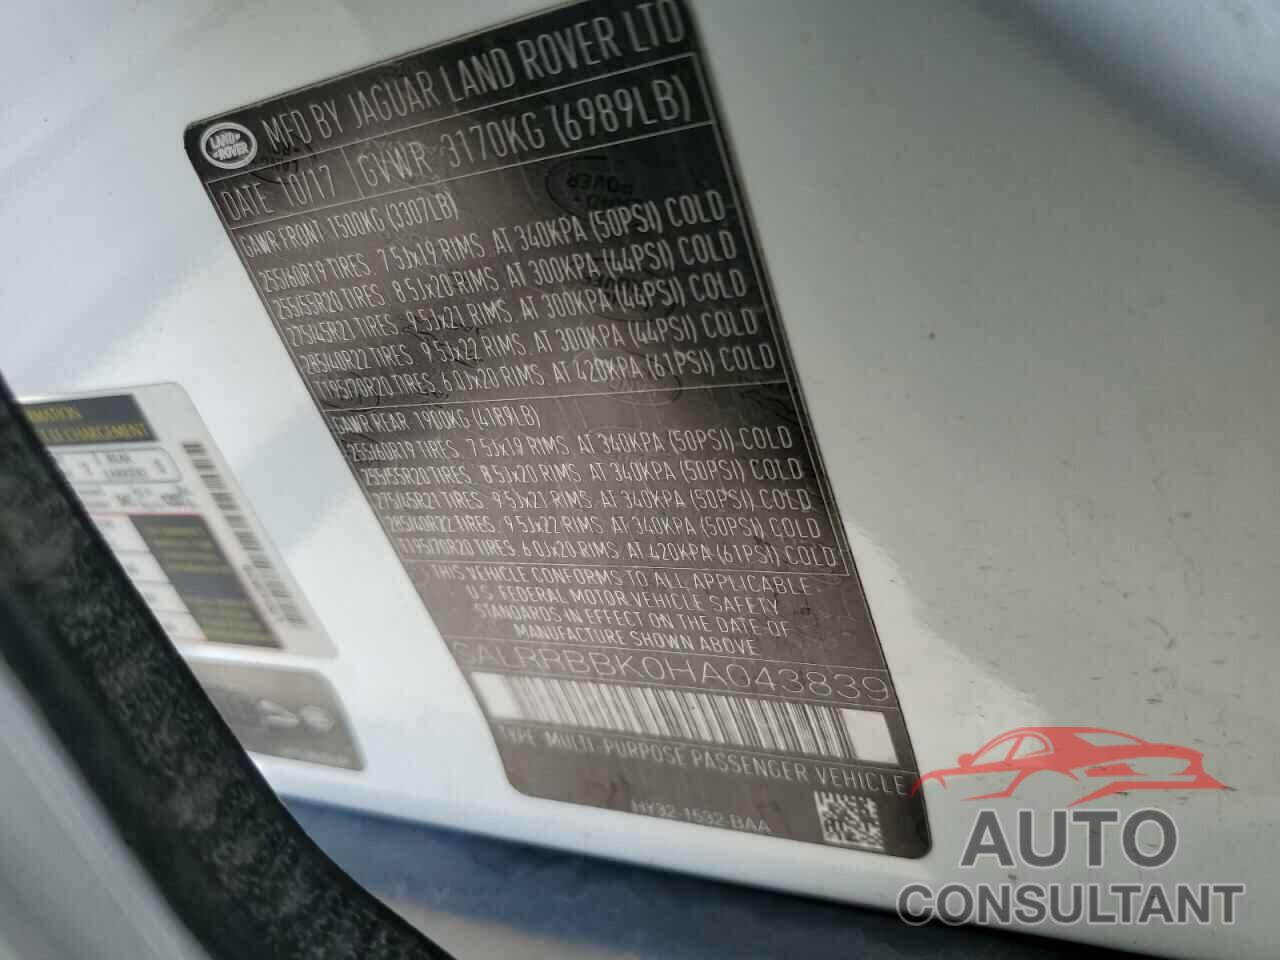 LAND ROVER
MFD BY JAGUAR LAND ROVER LTD
DATE 10/17 GVWR 3170KG (6989LB)
GAWR FRONT 1500KG (3307LB)
255/60R19 TIRES. 7.5Jx19 RIMS. AT 340KPA (50PSI) COLD
255/55R20 TIRES. 8.5Jx20 RIMS. AT 300KPA (44PSI) COLD
275/45R21 TIRES. 9.5Jx21 RIMS. AT 300KPA (44PSI) COLD
285/40R22 TIRES. 9.5Jx22 RIMS. AT 300KPA (44PSI) COLD
T195/70R20 TIRES. 6.0Jx20 RIMS. AT 420KPA (61PSI) COLD
GAWR REAR 1900KG (4189LB)
255/60R19 TIRES. 7.5Jx19 RIMS. AT 340KPA (50PSI) COLD
255/55R20 TIRES. 8.5Jx20 RIMS. AT 340KPA (50PSI) COLD
275/45R21 TIRES. 9.5Jx21 RIMS. AT 340KPA (50PSI) COLD
285/40R22 TIRES. 9.5Jx22 RIMS. AT 340KPA (50PSI) COLD
T195/70R20 TIRES. 6.0Jx20 RIMS. AT 420KPA (61PSI) COLD
THIS VEHICLE CONFORMS TO ALL APPLICABLE
U.S. FEDERAL MOTOR VEHICLE SAFETY
STANDARDS IN EFFECT ON THE DATE OF
MANUFACTURE SHOWN ABOVE
SALRRBBK0HA043839
TYPE MULTI-PURPOSE PASSENGER VEHICLE
HY32-1532-BAA
CHARGEMENT
REAR
AUTO
CONSULTANT